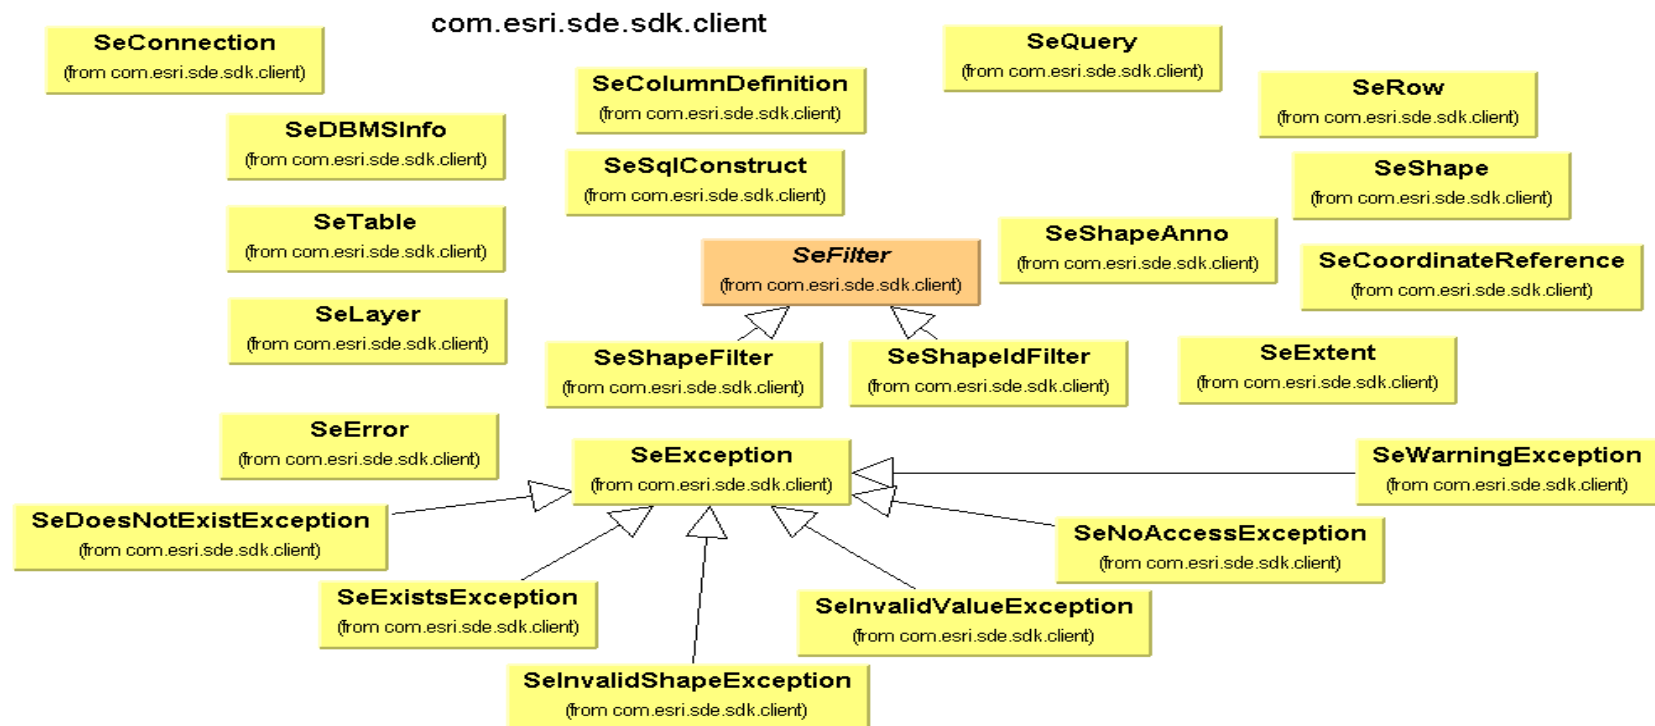 com.esri.sde.sdk.client
SeConnection
(from com.esri.sde.sdk.client)
SeQuery
(from com.esri.sde.sdk.client)
SeColumnDefinition
(from com.esri.sde.sdk.client)
SeRow
(from com.esri.sde.sdk.client)
SeDBMSInfo
(from com.esri.sde.sdk.client)
SeSqlConstruct
(from com.esri.sde.sdk.client)
SeShape
(from com.esri.sde.sdk.client)
SeTable
(from com.esri.sde.sdk.client)
SeFilter
(from com.esri.sde.sdk.client)
SeShapeAnno
(from com.esri.sde.sdk.client)
SeCoordinateReference
(from com.esri.sde.sdk.client)
SeLayer
(from com.esri.sde.sdk.client)
SeShapeFilter
(from com.esri.sde.sdk.client)
SeShapeIdFilter
(from com.esri.sde.sdk.client)
SeExtent
(from com.esri.sde.sdk.client)
SeError
(from com.esri.sde.sdk.client)
SeException
(from com.esri.sde.sdk.client)
SeWarningException
(from com.esri.sde.sdk.client)
SeDoesNotExistException
(from com.esri.sde.sdk.client)
SeNoAccessException
(from com.esri.sde.sdk.client)
SeExistsException
(from com.esri.sde.sdk.client)
SeInvalidValueException
(from com.esri.sde.sdk.client)
SeInvalidShapeException
(from com.esri.sde.sdk.client)